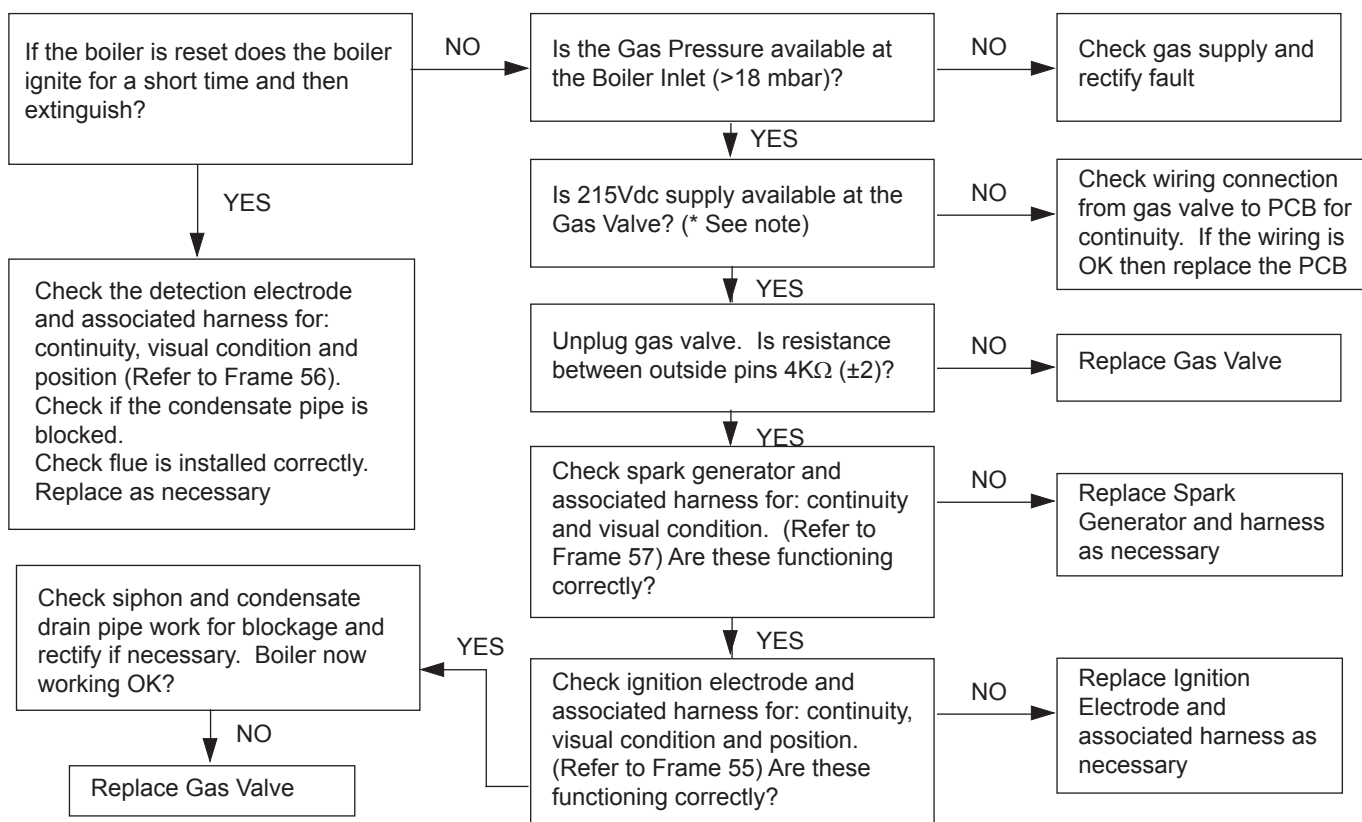 If the boiler is reset does the boiler
ignite for a short time and then
extinguish?
NO
Is the Gas Pressure available at
the Boiler Inlet (>18 mbar)?
NO
Check gas supply and
rectify fault
YES
YES
Is 215Vdc supply available at the
Gas Valve? (* See note)
NO
Check wiring connection
from gas valve to PCB for
continuity.  If the wiring is
OK then replace the PCB
Check the detection electrode
and associated harness for:
continuity, visual condition and
position (Refer to Frame 56).
Check if the condensate pipe is
blocked.
Check flue is installed correctly.
Replace as necessary
YES
Unplug gas valve.  Is resistance
between outside pins 4KΩ (±2)?
NO
Replace Gas Valve
YES
Check spark generator and
associated harness for: continuity
and visual condition.  (Refer to
Frame 57) Are these functioning
correctly?
NO
Replace Spark
Generator and harness
as necessary
YES
Check ignition electrode and
associated harness for: continuity,
visual condition and position.
(Refer to Frame 55) Are these
functioning correctly?
NO
Replace Ignition
Electrode and
associated harness as
necessary
YES
Check siphon and condensate
drain pipe work for blockage and
rectify if necessary.  Boiler now
working OK?
NO
Replace Gas Valve